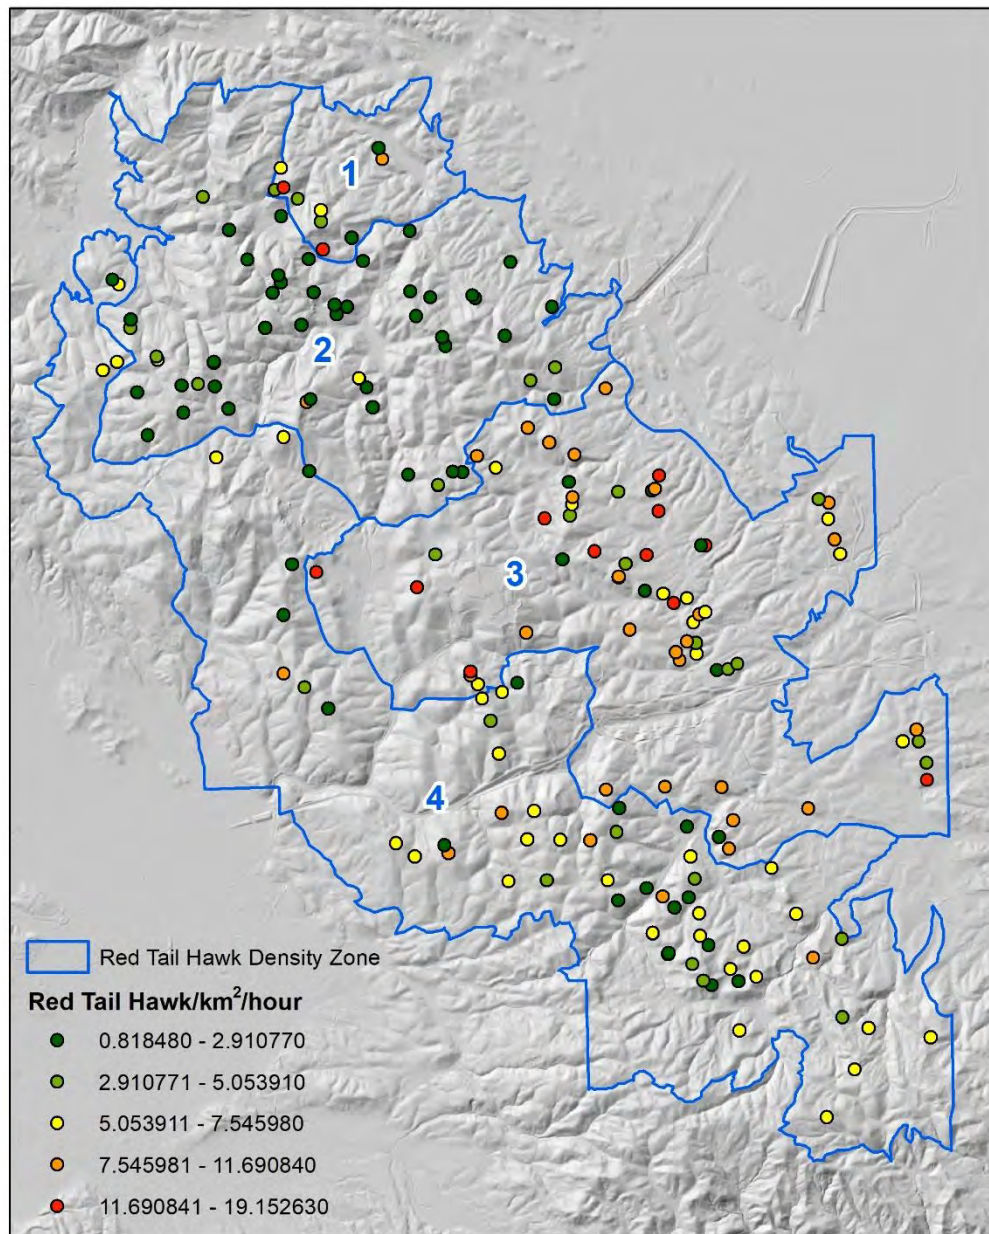 1
2
3
4
Red Tail Hawk Density Zone
Red Tail Hawk/km²/hour
0.818480 - 2.910770
2.910771 - 5.053910
5.053911 - 7.545980
7.545981 - 11.690840
11.690841 - 19.152630